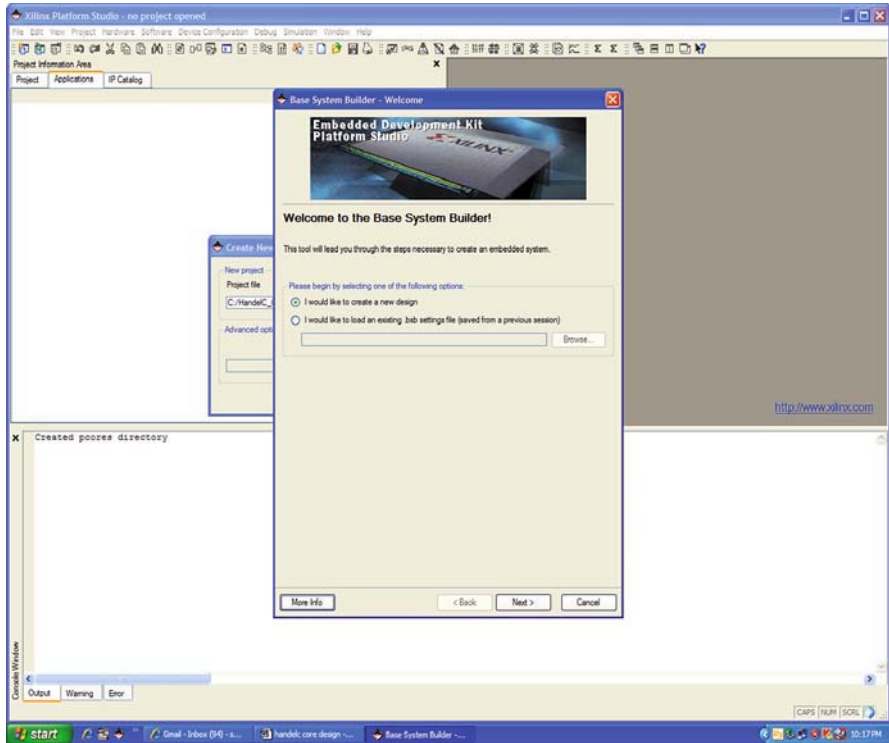 Xilinx Platform Studio - no project opened
File Edit View Project Hardware Software Device Configuration Debug Simulation Window Help
Project Information Area
Project Applications IP Catalog
Base System Builder - Welcome
Embedded Development Kit
Platform Studio
XILINX
Welcome to the Base System Builder!
This tool will lead you through the steps necessary to create an embedded system.
Please begin by selecting one of the following options:
I would like to create a new design
I would like to load an existing .bsb settings file (saved from a previous session)
Browse...
More Info < Back Next > Cancel
Create New
New project
Project file
C:/HandelC_
Advanced opti
http://www.xilinx.com
Created pcores directory
Console Window
Output Warning Error
CAPS NUM SCRL
start Gmail - Inbox (94) - s... handelc core design -... Base System Builder -... 10:17 PM